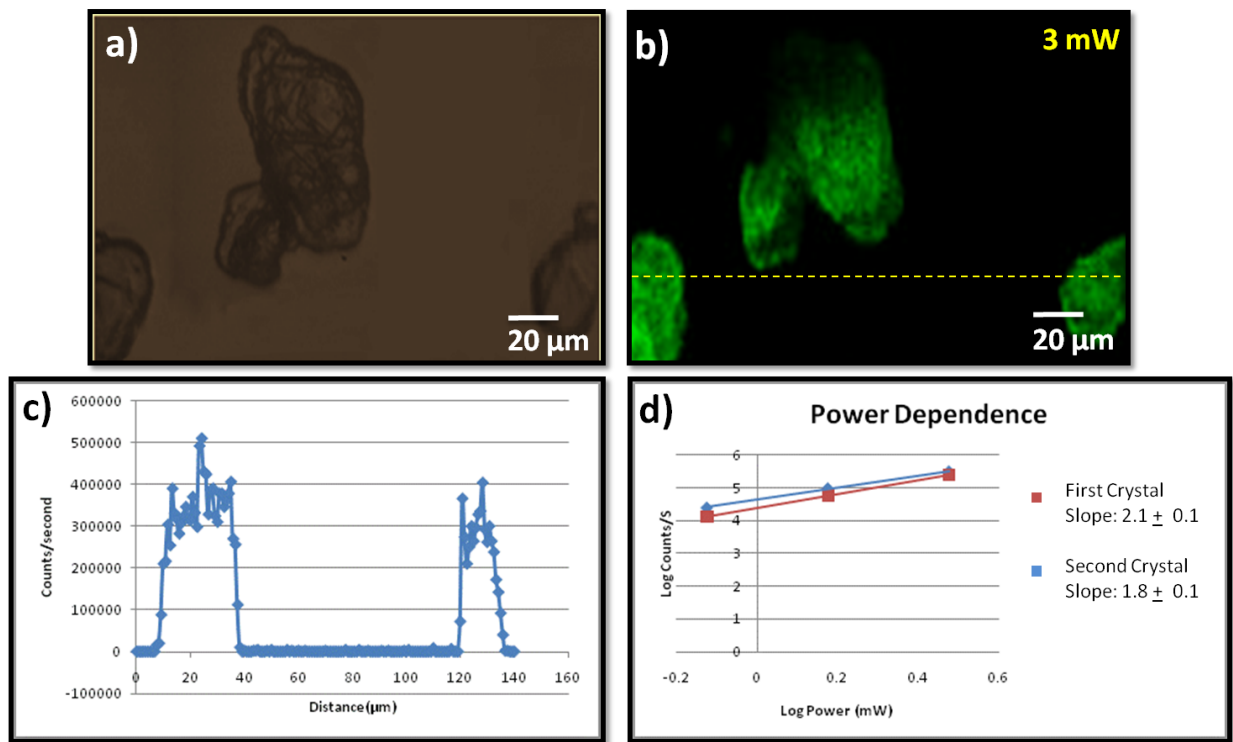 a)
20 µm
b)
3 mW
20 µm
c)
600000
500000
400000
300000
200000
100000
0
-100000
Counts/second
0 20 40 60 80 100 120 140 160
Distance(µm)
d)
Power Dependence
6
5
4
3
2
1
0
Log Counts/S
-0.2 0 0.2 0.4 0.6
Log Power (mW)
First Crystal
Slope: 2.1 ± 0.1
Second Crystal
Slope: 1.8 ± 0.1